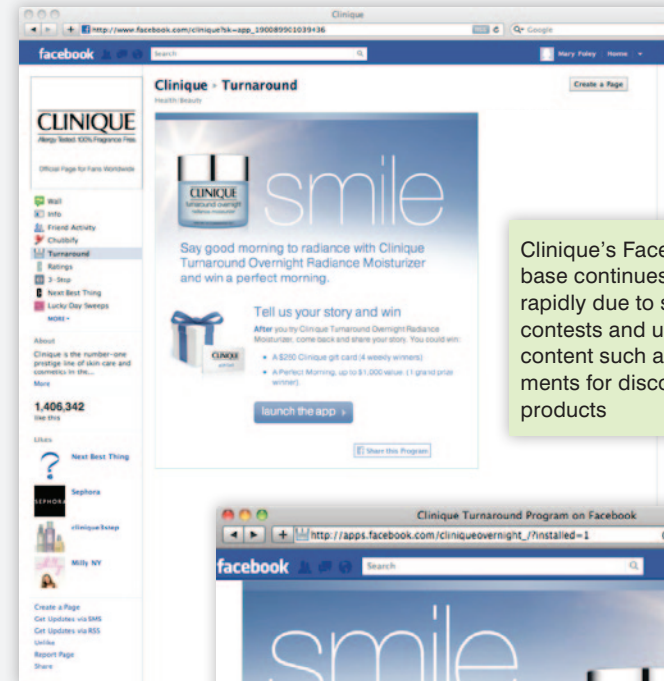 Clinique
http://www.facebook.com/clinique?sk=app_190089901039436
Google
facebook
Search
Mary Foley Home
Clinique › Turnaround
Health/Beauty
Create a Page
CLINIQUE
Allergy Tested. 100% Fragrance Free.
Official Page for Fans Worldwide
Wall
Info
Friend Activity
Chubbify
Turnaround
Ratings
3-Step
Next Best Thing
Lucky Day Sweeps
MORE
About
Clinique is the number-one
prestige line of skin care and
cosmetics in the...
More
1,406,342
like this
Likes
Next Best Thing
SEPHORA
Sephora
clinique3step
Milly NY
Create a Page
Get Updates via SMS
Get Updates via RSS
Unlike
Report Page
Share
smile
CLINIQUE
turnaround overnight
radiance moisturizer
Say good morning to radiance with Clinique
Turnaround Overnight Radiance Moisturizer
and win a perfect morning.
Tell us your story and win
After you try Clinique Turnaround Overnight Radiance
Moisturizer, come back and share your story. You could win:
• A $250 Clinique gift card (4 weekly winners)
• A Perfect Morning, up to $1,000 value. (1 grand prize
winner).
CLINIQUE
launch the app ›
Share this Program
Clinique's Face
base continues
rapidly due to s
contests and u
content such a
ments for disco
products
Clinique Turnaround Program on Facebook
http://apps.facebook.com/cliniqueovernight_/?installed=1
facebook
Search
smile